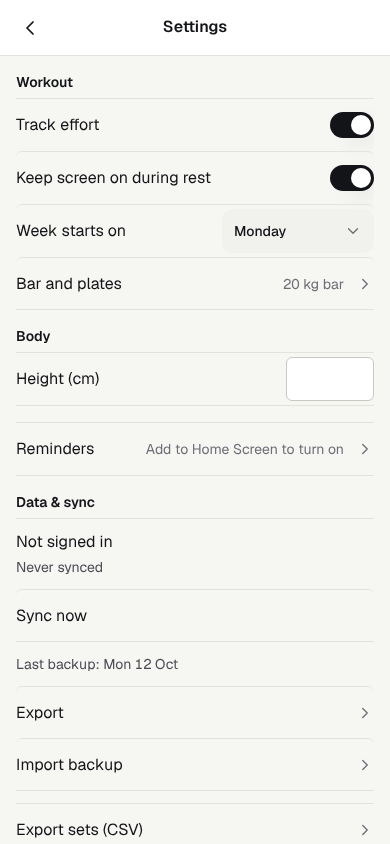 Settings
Workout
Track effort
Keep screen on during rest
Week starts on
Monday
Bar and plates
20 kg bar
Body
Height (cm)
Reminders
Add to Home Screen to turn on
Data & sync
Not signed in
Never synced
Sync now
Last backup: Mon 12 Oct
Export
Import backup
Export sets (CSV)